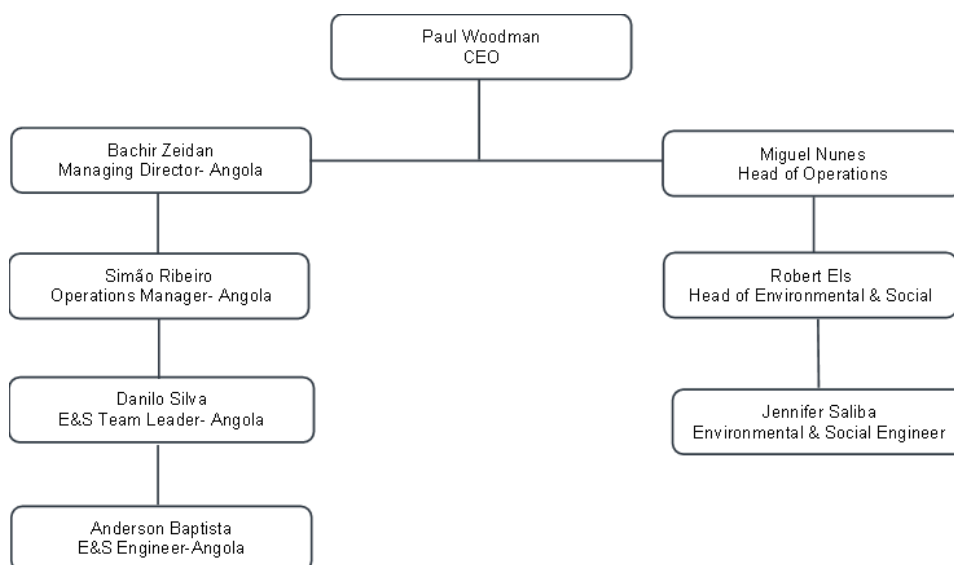 Paul Woodman
CEO
Bachir Zeidan
Managing Director- Angola
Miguel Nunes
Head of Operations
Simão Ribeiro
Operations Manager- Angola
Robert Els
Head of Environmental & Social
Danilo Silva
E&S Team Leader- Angola
Jennifer Saliba
Environmental & Social Engineer
Anderson Baptista
E&S Engineer-Angola